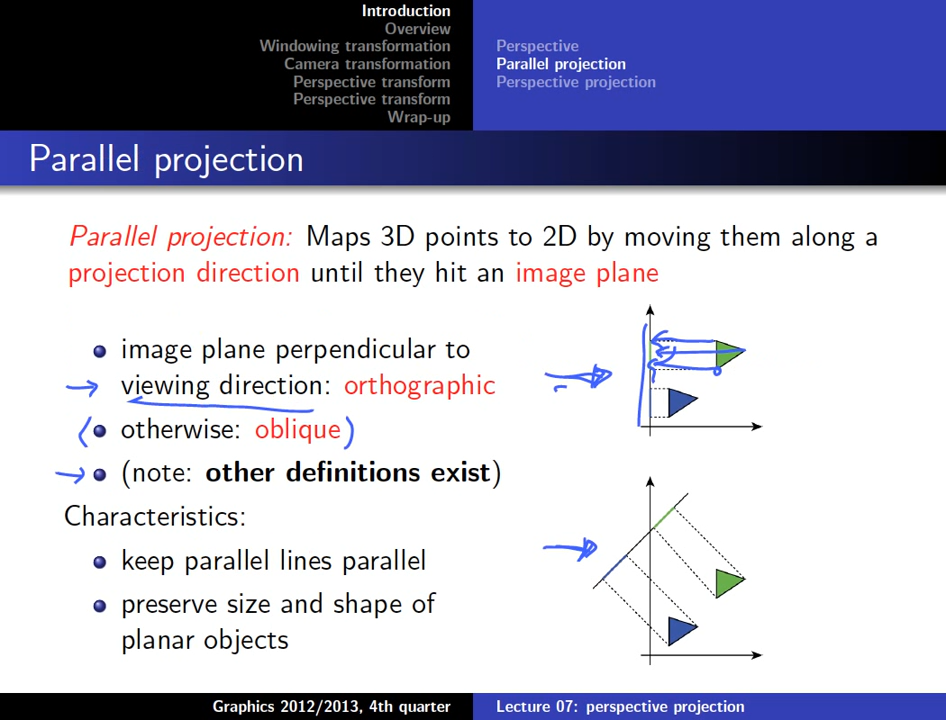 Introduction
Overview
Windowing transformation
Camera transformation
Perspective transform
Perspective transform
Wrap-up
Perspective
Parallel projection
Perspective projection
Parallel projection
Parallel projection: Maps 3D points to 2D by moving them along a
projection direction until they hit an image plane
image plane perpendicular to
viewing direction: orthographic
otherwise: oblique
(note: other definitions exist)
Characteristics:
keep parallel lines parallel
preserve size and shape of
planar objects
Graphics 2012/2013, 4th quarter
Lecture 07: perspective projection